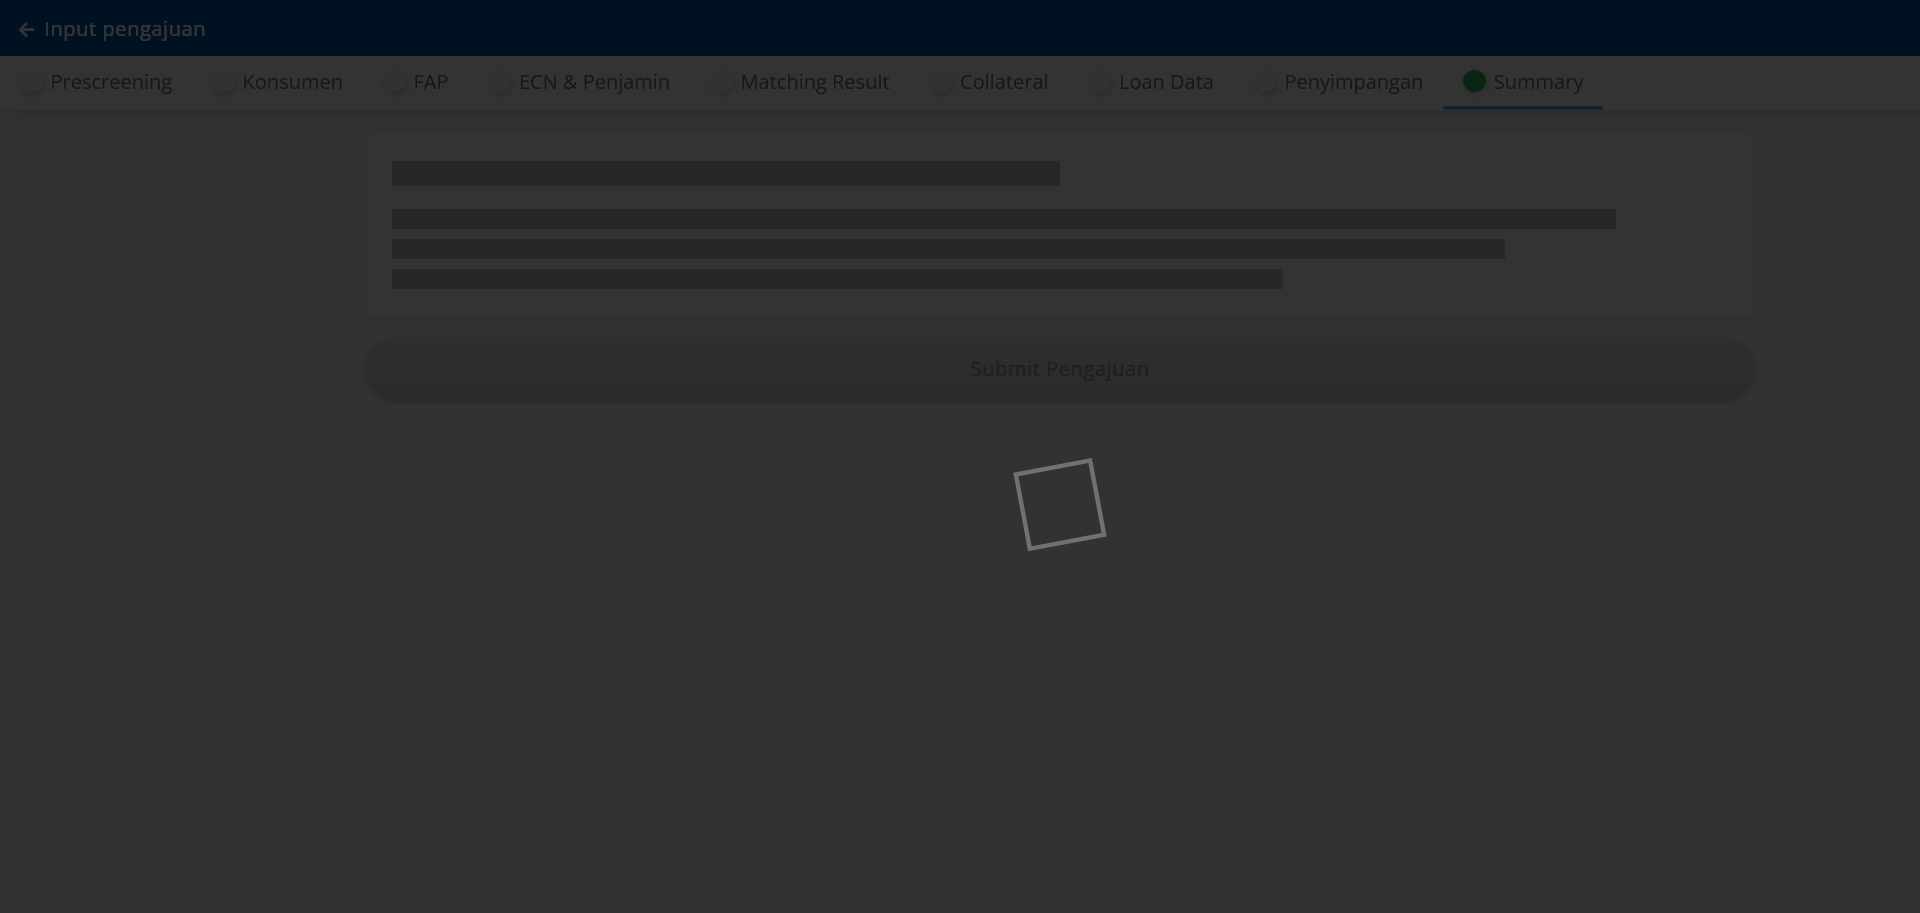 Input pengajuan
Prescreening Konsumen FAP ECN & Penjamin Matching Result Collateral Loan Data Penyimpangan Summary
Submit Pengajuan